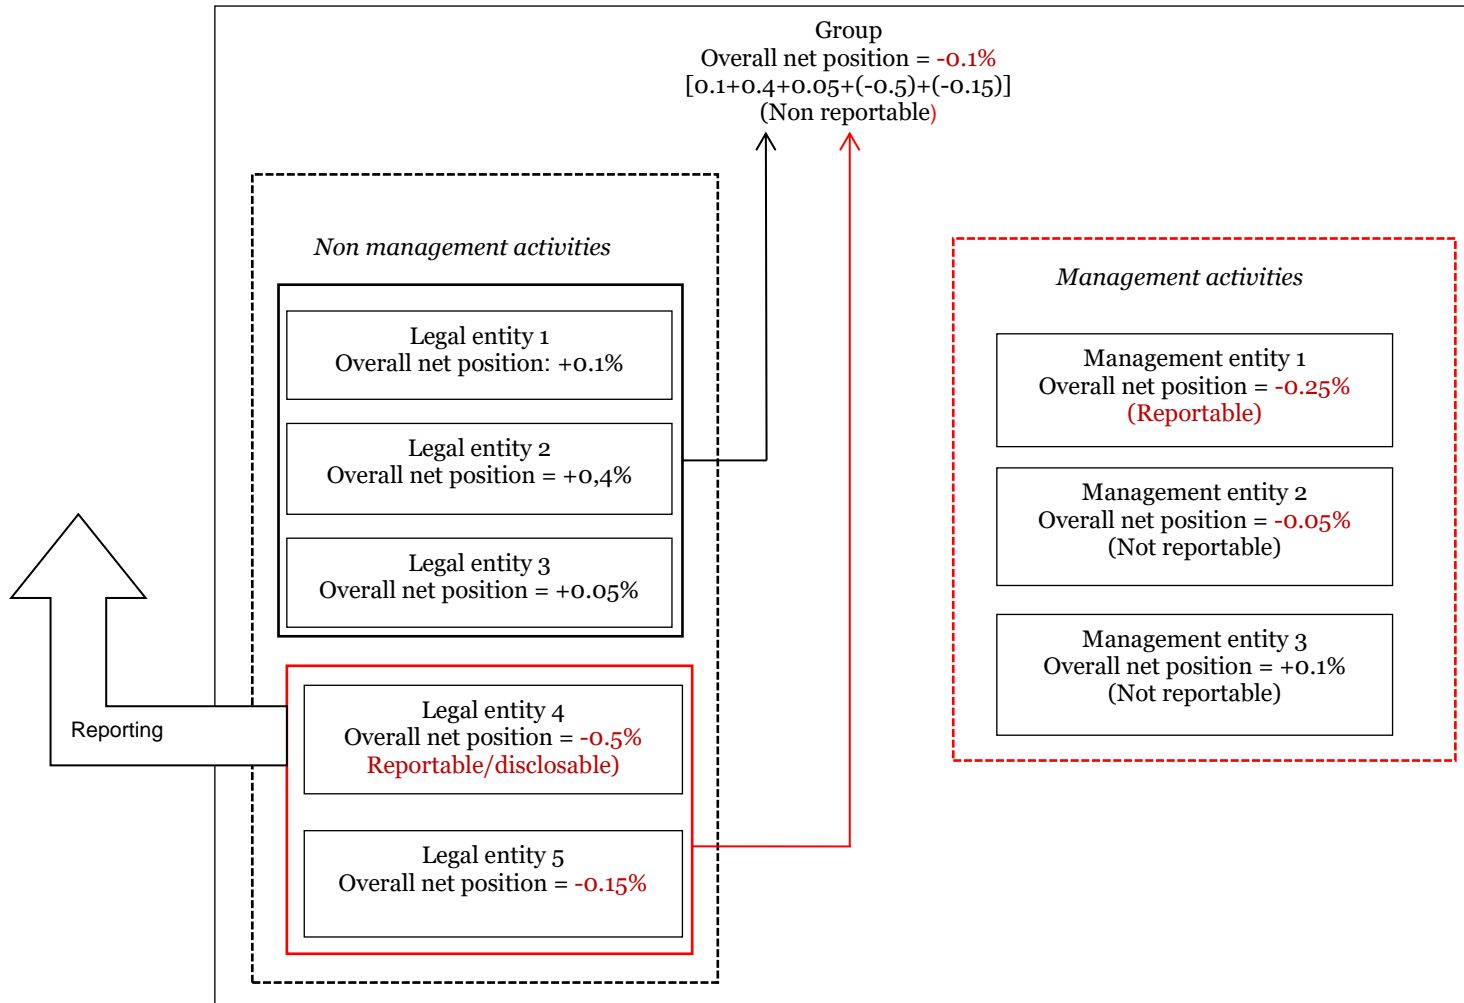 Group
Overall net position = -0.1%
[0.1+0.4+0.05+(-0.5)+(-0.15)]
(Non reportable)
Non management activities
Legal entity 1
Overall net position: +0.1%
Legal entity 2
Overall net position = +0,4%
Legal entity 3
Overall net position = +0.05%
Reporting
Legal entity 4
Overall net position = -0.5%
Reportable/disclosable)
Legal entity 5
Overall net position = -0.15%
Management activities
Management entity 1
Overall net position = -0.25%
(Reportable)
Management entity 2
Overall net position = -0.05%
(Not reportable)
Management entity 3
Overall net position = +0.1%
(Not reportable)